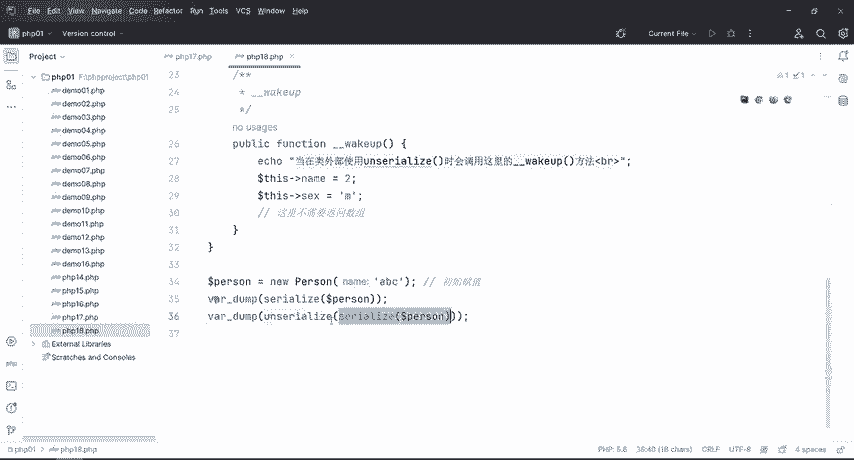 File Edit View Navigate Code Refactor Run Tools VCS Window Help
php01 Version control Current File
Project php17.php php18.php
php01 F:\phpproject\php01
demo01.php
demo02.php
demo03.php
demo04.php
demo05.php
demo06.php
demo07.php
demo08.php
demo09.php
demo10.php
demo11.php
demo12.php
demo13.php
demo16.php
php14.php
php15.php
php16.php
php17.php
php18.php
External Libraries
Scratches and Consoles
23 /**
24 * __wakeup
25 */
no usages
26 public function __wakeup() {
27 echo "当在类外部使用unserialize()时会调用这里的__wakeup()方法<br>";
28 $this->name = 2;
29 $this->sex = 'm';
30 // 这里不需要返回数组
31 }
32 }
33
34 $person = new Person( name: 'abc'); // 初始赋值
35 var_dump(serialize($person));
36 var_dump(unserialize(serialize($person)));
37
1 1
php01 > php18.php PHP: 5.6 36:40 (18 chars) CRLF UTF-8 4 spaces